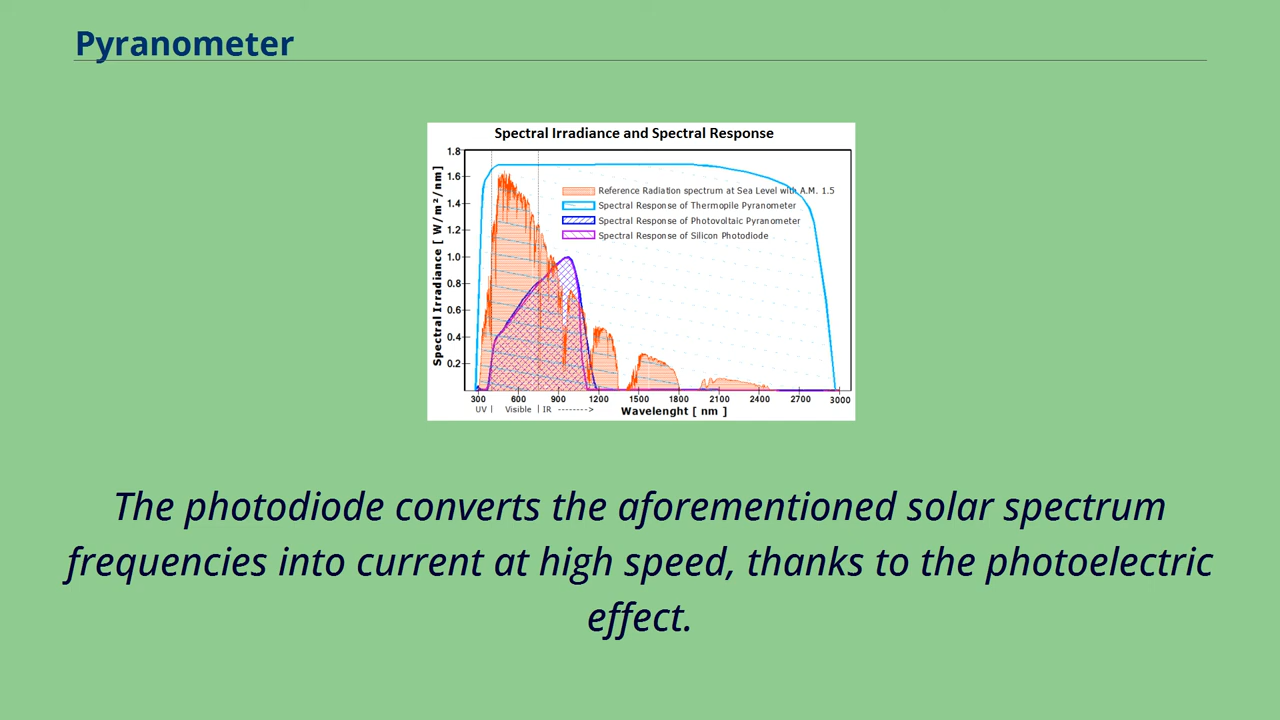 Pyranometer
Spectral Irradiance and Spectral Response
Spectral Irradiance [ W/m²/nm]
1.8
1.6
1.4
1.2
1.0
0.8
0.6
0.4
0.2
Reference Radiation spectrum at Sea Level with A.M. 1.5
Spectral Response of Thermopile Pyranometer
Spectral Response of Photovoltaic Pyranometer
Spectral Response of Silicon Photodiode
300 600 900 1200 1500 1800 2100 2400 2700 3000
UV | Visible | IR -------->
Wavelenght [ nm ]
The photodiode converts the aforementioned solar spectrum
frequencies into current at high speed, thanks to the photoelectric
effect.